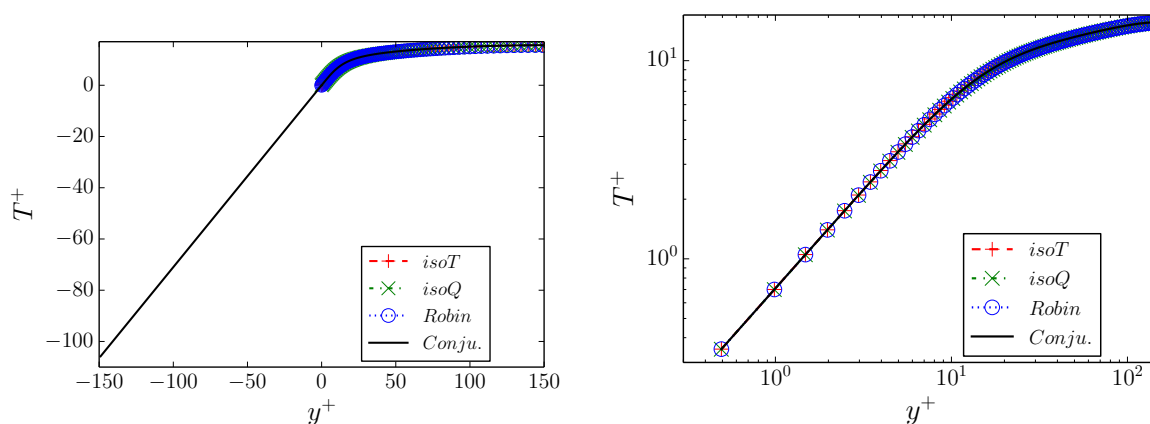 T+
0
−20
−40
−60
−80
−100
−150 −100 −50 0 50 100 150
y+
isoT
isoQ
Robin
Conju.
T+
10^1
10^0
10^0 10^1 10^2
y+
isoT
isoQ
Robin
Conju.